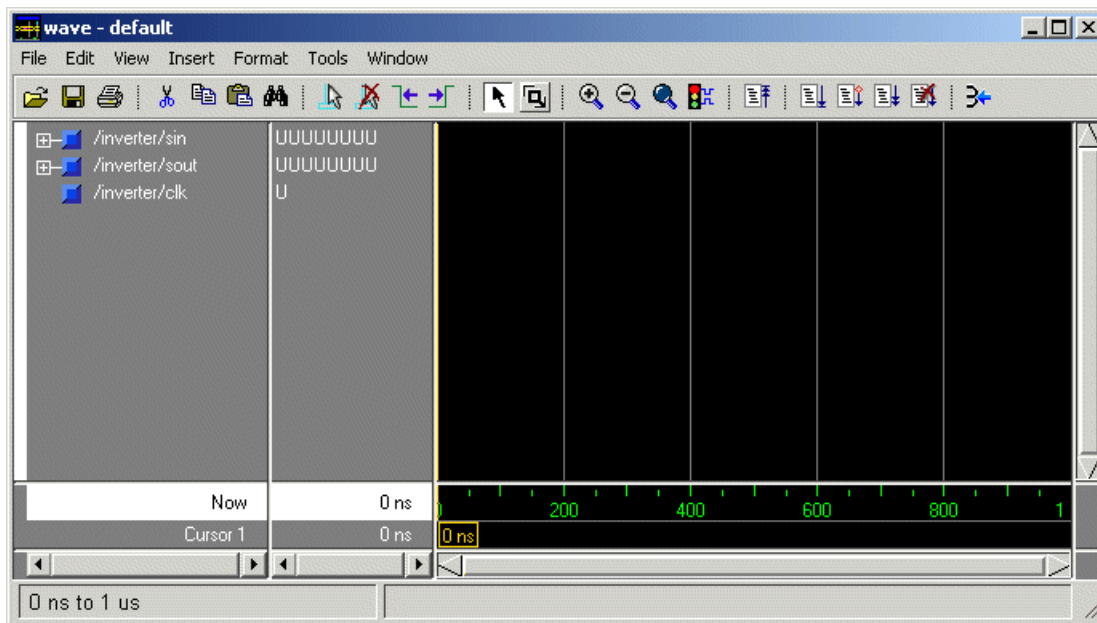 wave - default
File Edit View Insert Format Tools Window
/inverter/sin UUUUUUUU
/inverter/sout UUUUUUUU
/inverter/clk U
Now 0 ns 200 400 600 800 1
Cursor 1 0 ns 0 ns
0 ns to 1 us